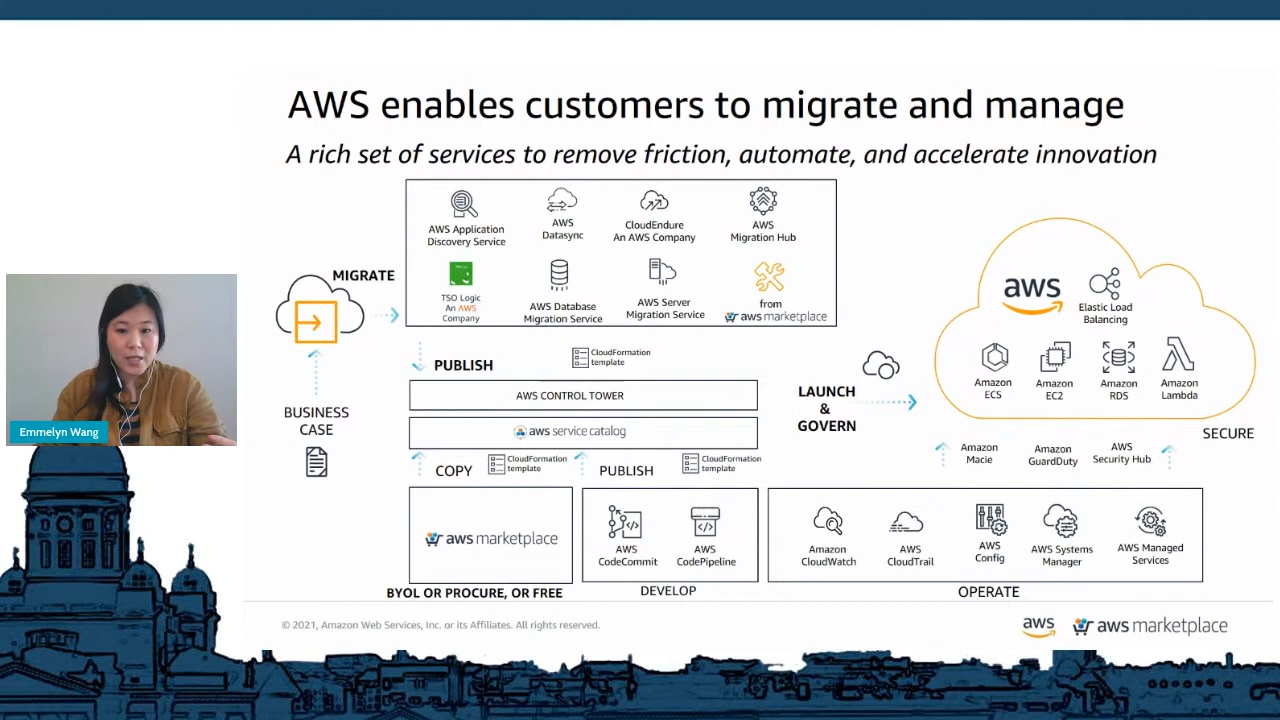 AWS enables customers to migrate and manage
A rich set of services to remove friction, automate, and accelerate innovation
AWS Application
Discovery Service
AWS
Datasync
CloudEndure
An AWS Company
AWS
Migration Hub
MIGRATE
TSO Logic
An AWS
Company
AWS Database
Migration Service
AWS Server
Migration Service
from
aws marketplace
BUSINESS
CASE
PUBLISH
CloudFormation
template
AWS CONTROL TOWER
aws service catalog
COPY
CloudFormation
template
PUBLISH
CloudFormation
template
aws marketplace
BYOL OR PROCURE, OR FREE
AWS
CodeCommit
AWS
CodePipeline
DEVELOP
LAUNCH
&
GOVERN
aws
Elastic Load
Balancing
Amazon
ECS
Amazon
EC2
Amazon
RDS
Amazon
Lambda
SECURE
Amazon
Macie
Amazon
GuardDuty
AWS
Security Hub
Amazon
CloudWatch
AWS
CloudTrail
AWS
Config
AWS Systems
Manager
AWS Managed
Services
OPERATE
Emmelyn Wang
© 2021, Amazon Web Services, Inc. or its Affiliates. All rights reserved.
aws
aws marketplace